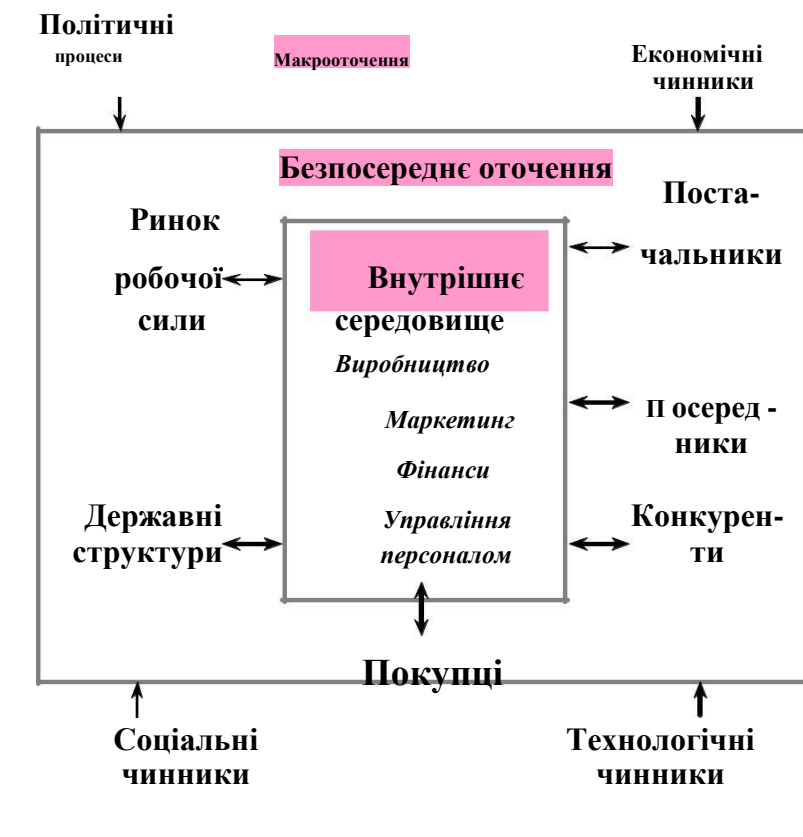 Політичні
процеси
Макрооточення
Економічні
чинники
Безпосереднє оточення
Ринок
робочої
сили
Поста-
чальники
Внутрішнє
середовище
Виробництво
Маркетинг
Фінанси
Управління
персоналом
П осеред -
ники
Державні
структури
Конкурен-
ти
Покупці
Соціальні
чинники
Технологічні
чинники